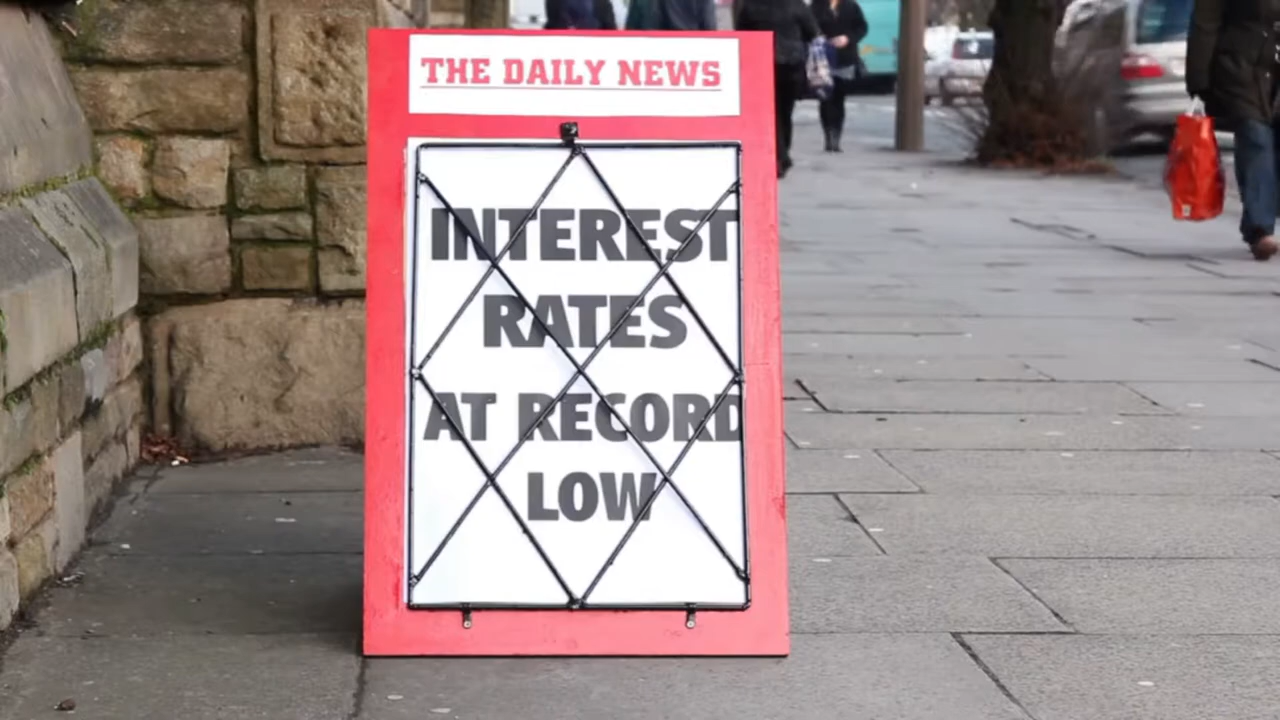 THE DAILY NEWS
INTEREST
RATES
AT RECORD
LOW